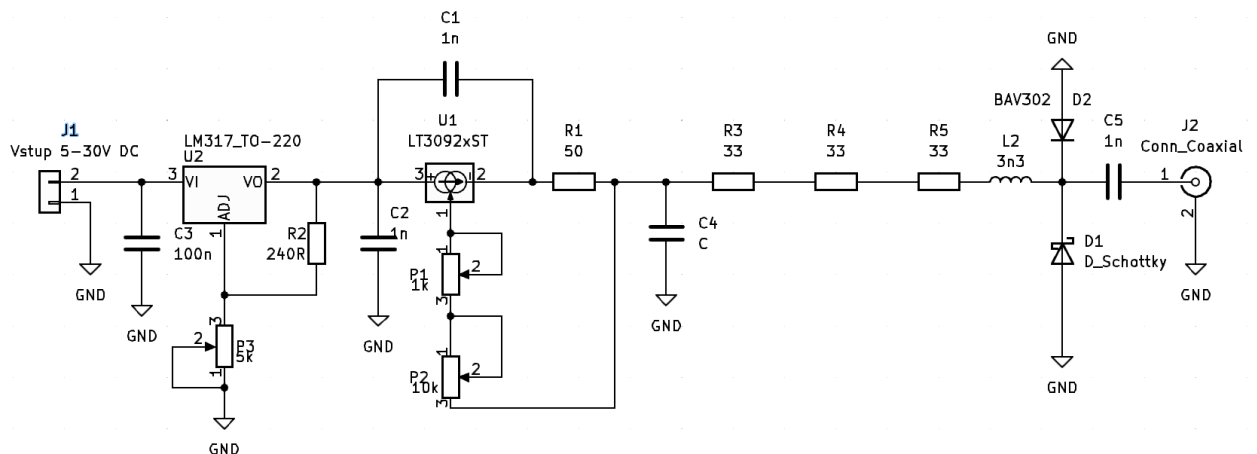 C1
1n
GND
J1
Vstup 5-30V DC
LM317_TO-220
U2
U1
LT3092xST
R1
50
R3
33
R4
33
R5
33
L2
3n3
BAV302 D2
C5
1n
J2
Conn_Coaxial
2
1
3
VI
VO
2
ADJ
1
3
+
-
2
1
1
2
C3
100n
R2
240R
C2
1n
C4
C
D1
D_Schottky
GND
GND
GND
GND
GND
GND
GND
P1
1k
1
2
3
P2
10k
1
2
3
P3
5k
3
2
1